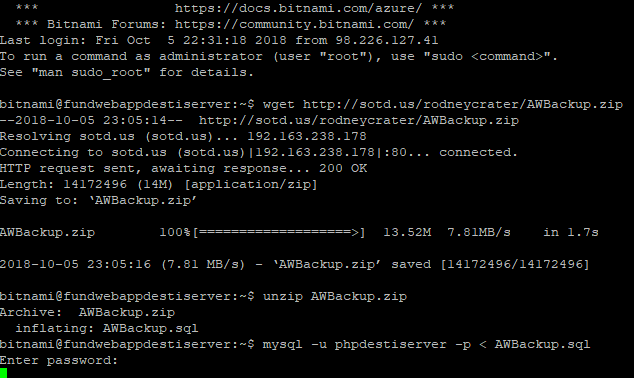 *** https://docs.bitnami.com/azure/ ***
*** Bitnami Forums: https://community.bitnami.com/ ***
Last login: Fri Oct  5 22:31:18 2018 from 98.226.127.41
To run a command as administrator (user "root"), use "sudo <command>".
See "man sudo_root" for details.
bitnami@fundwebappdestiserver:~$ wget http://sotd.us/rodneycrater/AWBackup.zip
--2018-10-05 23:05:14--  http://sotd.us/rodneycrater/AWBackup.zip
Resolving sotd.us (sotd.us)... 192.163.238.178
Connecting to sotd.us (sotd.us)|192.163.238.178|:80... connected.
HTTP request sent, awaiting response... 200 OK
Length: 14172496 (14M) [application/zip]
Saving to: ‘AWBackup.zip’
AWBackup.zip        100%[===================>]  13.52M  7.81MB/s    in 1.7s
2018-10-05 23:05:16 (7.81 MB/s) - ‘AWBackup.zip’ saved [14172496/14172496]
bitnami@fundwebappdestiserver:~$ unzip AWBackup.zip
Archive:  AWBackup.zip
  inflating: AWBackup.sql
bitnami@fundwebappdestiserver:~$ mysql -u phpdestiserver -p < AWBackup.sql
Enter password: